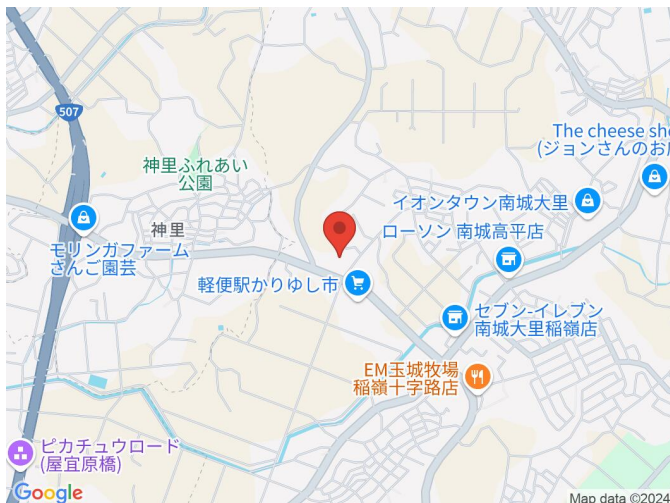 507
The cheese sho
(ジョンさんのお店
神里ふれあい
公園
イオンタウン南城大里
神里
ローソン 南城高平店
モリンガファーム
さんご園芸
軽便駅かりゆし市
セブン-イレブン
南城大里稲嶺店
EM玉城牧場
稲嶺十字路店
ピカチュウロード
(屋宜原橋)
Google
Map data ©2024